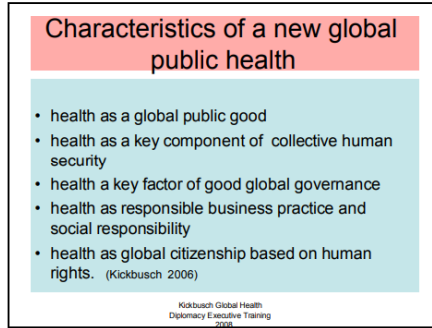 Characteristics of a new global
public health
• health as a global public good
• health as a key component of collective human
security
• health a key factor of good global governance
• health as responsible business practice and
social responsibility
• health as global citizenship based on human
rights. (Kickbusch 2006)
Kickbusch Global Health
Diplomacy Executive Training
2008